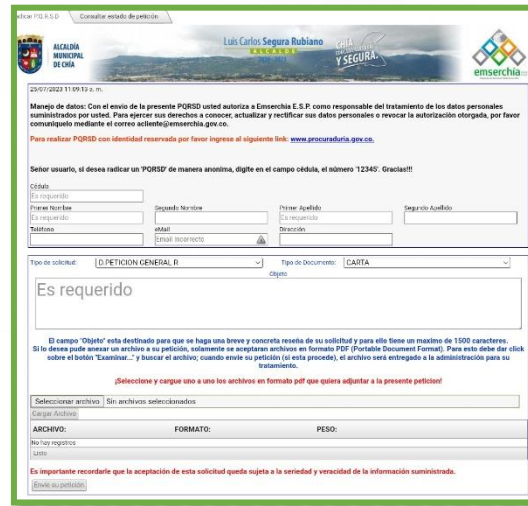 dicar P.Q.R.S.D Consultar estado de petición
ALCALDÍA
MUNICIPAL
DE CHÍA
Luis Carlos Segura Rubiano
ALCALDE
CHÍA
Y SEGURA.
emserchia
25/07/2023 11:09:13 a. m.
Manejo de datos: Con el envio de la presente PQRSD usted autoriza a Emserchia E.S.P. como responsable del tratamiento de los datos personales
suministrados por usted. Para ejercer sus derechos a conocer, actualizar y rectificar sus datos personales o revocar la autorización otorgada, por favor
comuniquelo mediante el correo acliente@emserchia.gov.co.
Para realizar PQRSD con identidad reservada por favor ingrese al siguiente link: www.procuraduria.gov.co.
Señor usuario, si desea radicar un 'PQRSD' de manera anonima, digite en el campo cédula, el número '12345'. Gracias!!!
Cédula
Es requerido
Primer Nombre Segundo Nombre Primer Apellido Segundo Apellido
Es requerido Es requerido
Teléfono eMail Dirección
Email Incorrecto
Tipo de solicitud: D.PETICION GENERAL R Tipo de Documento: CARTA
Objeto
Es requerido
El campo "Objeto" esta destinado para que se haga una breve y concreta reseña de su solicitud y para ello tiene un maximo de 1500 caracteres.
Si lo desea pude anexar un archivo a su petición, solamente se aceptaran archivos en formato PDF (Portable Document Format). Para esto debe dar click
sobre el botón "Examinar..." y buscar el archivo; cuando envie su petición (si esta procede), el archivo será entregado a la administración para su
tratamiento.
¡Seleccione y cargue uno a uno los archivos en formato pdf que quiera adjuntar a la presente peticion!
Seleccionar archivo Sin archivos seleccionados
Cargar Archivo
ARCHIVO: FORMATO: PESO:
No hay registros
Listo
Es importante recordarle que la aceptación de esta solicitud queda sujeta a la seriedad y veracidad de la información suministrada.
Envíe su petición